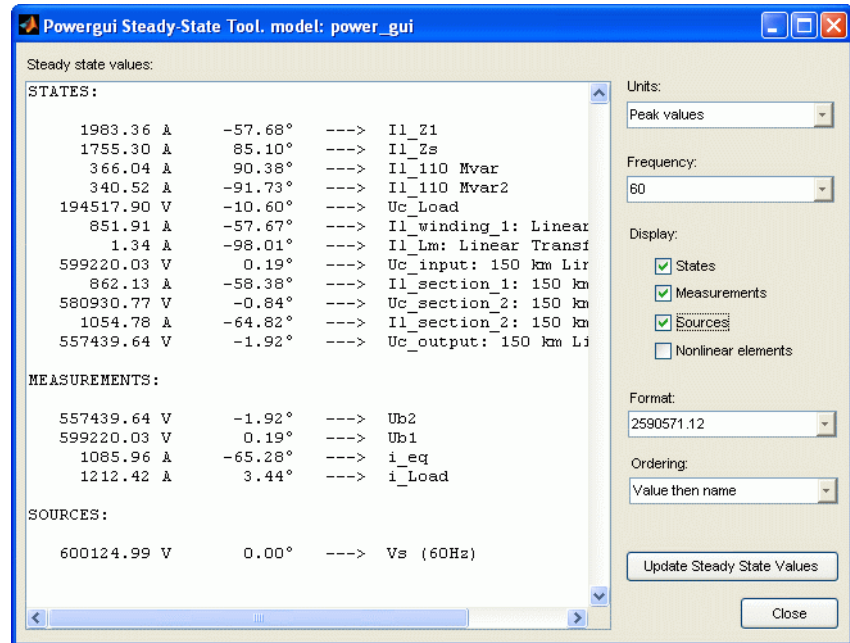 Powergui Steady-State Tool. model: power_gui
Steady state values:
STATES:
1983.36 A -57.68° ---> Il_Z1
1755.30 A 85.10° ---> Il_Zs
366.04 A 90.38° ---> Il_110 Mvar
340.52 A -91.73° ---> Il_110 Mvar2
194517.90 V -10.60° ---> Uc_Load
851.91 A -57.67° ---> Il_winding_1: Linear
1.34 A -98.01° ---> Il_Lm: Linear Transf
599220.03 V 0.19° ---> Uc_input: 150 km Lin
862.13 A -58.38° ---> Il_section_1: 150 km
580930.77 V -0.84° ---> Uc_section_2: 150 km
1054.78 A -64.82° ---> Il_section_2: 150 km
557439.64 V -1.92° ---> Uc_output: 150 km Li
MEASUREMENTS:
557439.64 V -1.92° ---> Ub2
599220.03 V 0.19° ---> Ub1
1085.96 A -65.28° ---> i_eq
1212.42 A 3.44° ---> i_Load
SOURCES:
600124.99 V 0.00° ---> Vs (60Hz)
Units:
Peak values
Frequency:
60
Display:
States
Measurements
Sources
Nonlinear elements
Format:
2590571.12
Ordering:
Value then name
Update Steady State Values
Close